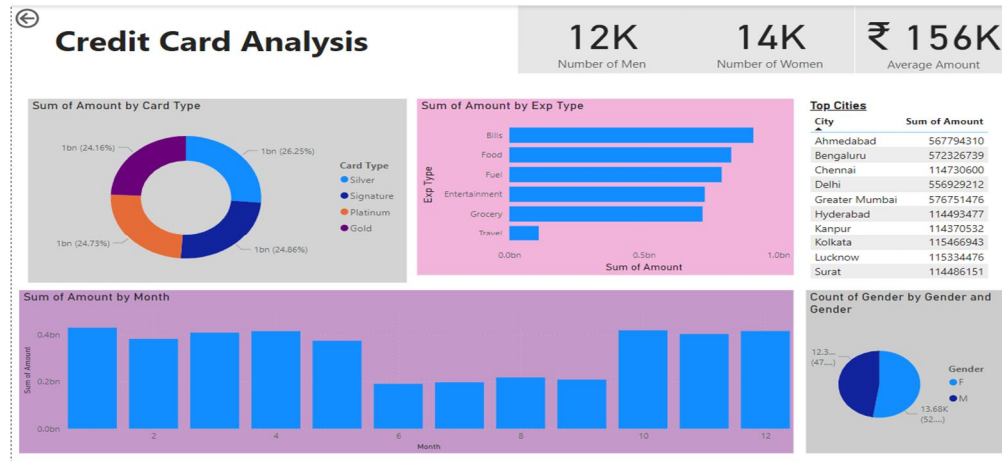 Credit Card Analysis
12K
Number of Men
14K
Number of Women
₹ 156K
Average Amount
Sum of Amount by Card Type
1bn (24.16%)
1bn (26.25%)
1bn (24.73%)
1bn (24.86%)
Card Type
Silver
Signature
Platinum
Gold
Sum of Amount by Exp Type
Exp Type
Bills
Food
Fuel
Entertainment
Grocery
Travel
0.0bn 0.5bn 1.0bn
Sum of Amount
Top Cities
City Sum of Amount
Ahmedabad 567794310
Bengaluru 572326739
Chennai 114730600
Delhi 556929212
Greater Mumbai 576751476
Hyderabad 114493477
Kanpur 114370532
Kolkata 115466943
Lucknow 115334476
Surat 114486151
Sum of Amount by Month
Sum of Amount
0.4bn
0.2bn
0.0bn
2 4 6 8 10 12
Month
Count of Gender by Gender and
Gender
12.3...
(47....)
13.68K
(52....)
Gender
F
M